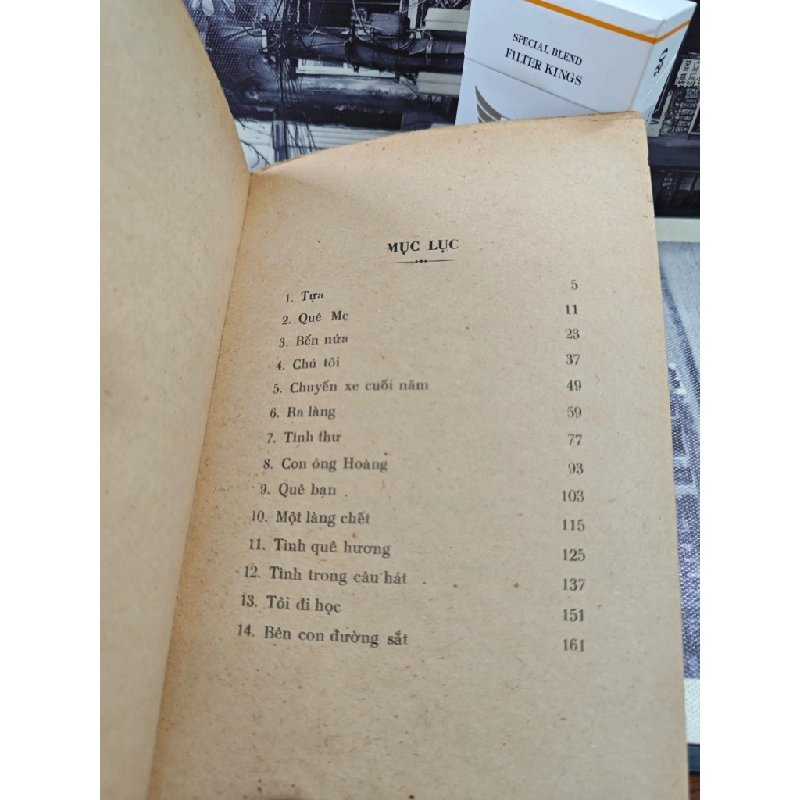 SPECIAL BLEND
FILTER KINGS
MỤC LỤC
1. Tựa 5
2. Quê Mẹ 11
3. Bến nứa 23
4. Chú tôi 37
5. Chuyến xe cuối năm 49
6. Ra làng 59
7. Tình thư 77
8. Con ông Hoàng 93
9. Quê bạn 103
10. Một làng chết 115
11. Tình quê hương 125
12. Tình trong câu hát 137
13. Tôi đi học 151
14. Bên con đường sắt 161